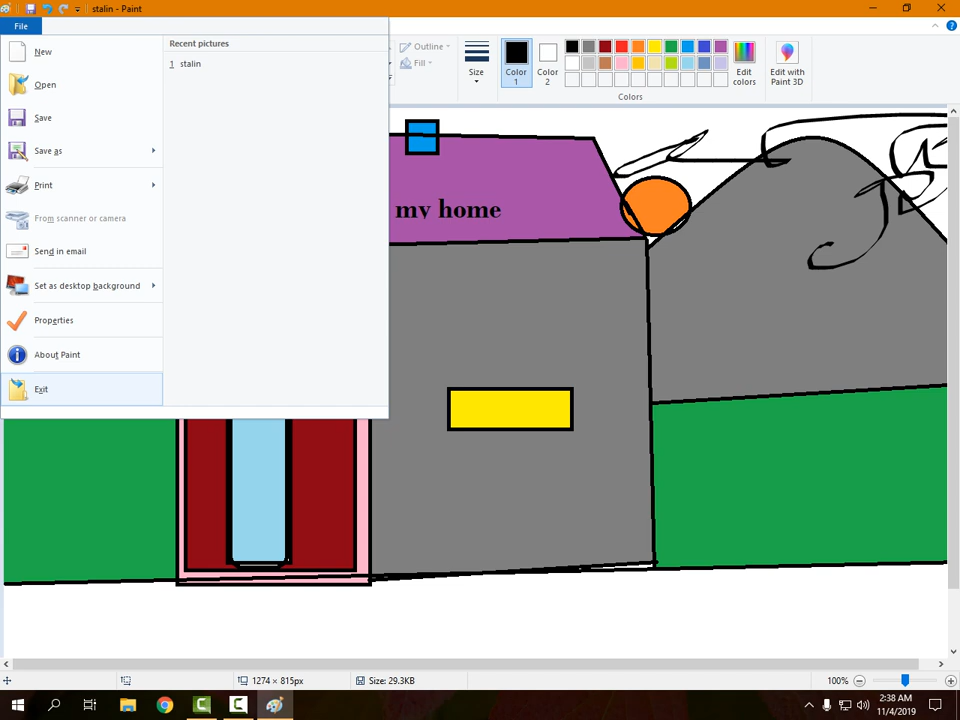 stalin - Paint
File
New
Open
Save
Save as
Print
From scanner or camera
Send in email
Set as desktop background
Properties
About Paint
Exit
Recent pictures
1 stalin
Outline
Fill
Size
Color
1
Color
2
Edit
colors
Edit with
Paint 3D
Colors
my home
1274 × 815px
Size: 29.3KB
100%
2:38 AM
11/4/2019